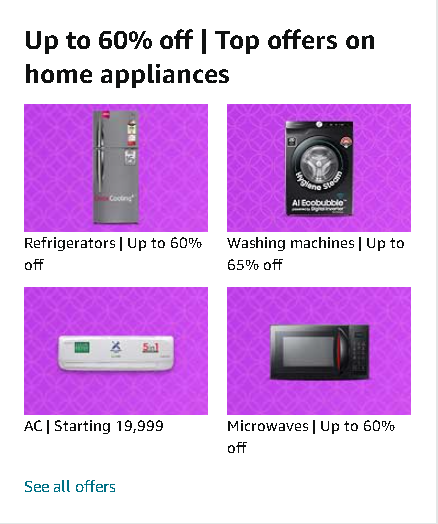 Up to 60% off | Top offers on
home appliances
Cooling+
Hygiene Steam
AI Ecobubble™
Refrigerators | Up to 60%
off
Washing machines | Up to
65% off
5in1
AC | Starting 19,999
Microwaves | Up to 60%
off
See all offers